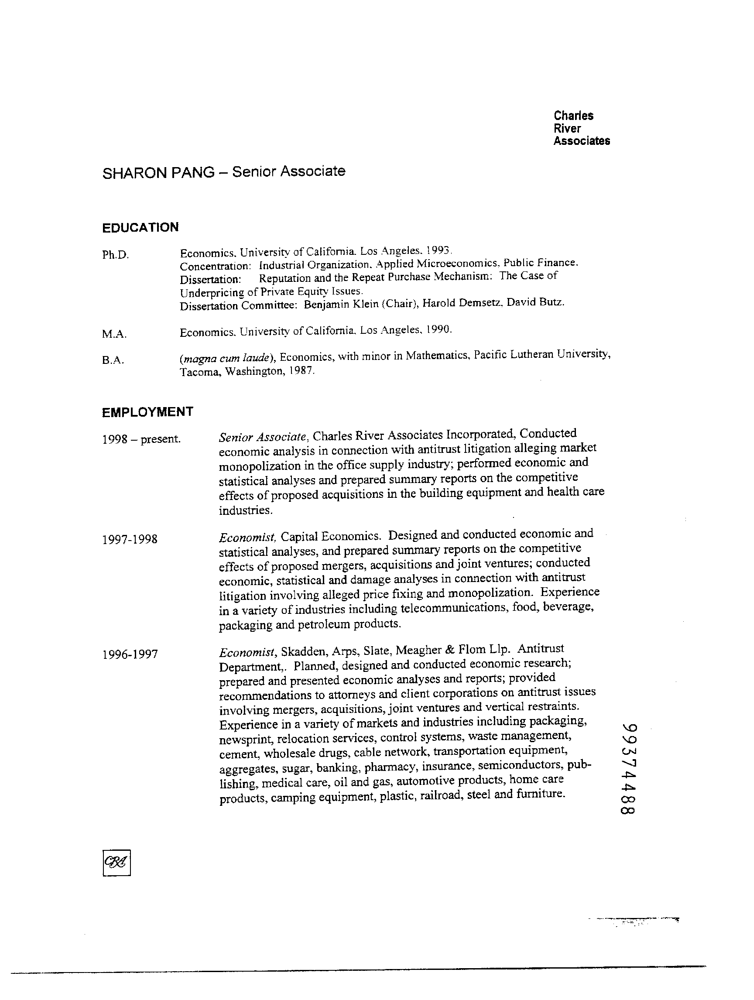 Charles
River
Associates
SHARON PANG – Senior Associate
EDUCATION
Ph.D. Economics, University of California, Los Angeles, 1993.
Concentration: Industrial Organization, Applied Microeconomics, Public Finance.
Dissertation: Reputation and the Repeat Purchase Mechanism: The Case of
Underpricing of Private Equity Issues.
Dissertation Committee: Benjamin Klein (Chair), Harold Demsetz, David Butz.
M.A. Economics, University of California, Los Angeles, 1990.
B.A. (magna cum laude), Economics, with minor in Mathematics, Pacific Lutheran University,
Tacoma, Washington, 1987.
EMPLOYMENT
1998 – present. Senior Associate, Charles River Associates Incorporated, Conducted
economic analysis in connection with antitrust litigation alleging market
monopolization in the office supply industry; performed economic and
statistical analyses and prepared summary reports on the competitive
effects of proposed acquisitions in the building equipment and health care
industries.
1997-1998 Economist, Capital Economics. Designed and conducted economic and
statistical analyses, and prepared summary reports on the competitive
effects of proposed mergers, acquisitions and joint ventures; conducted
economic, statistical and damage analyses in connection with antitrust
litigation involving alleged price fixing and monopolization. Experience
in a variety of industries including telecommunications, food, beverage,
packaging and petroleum products.
1996-1997 Economist, Skadden, Arps, Slate, Meagher & Flom Llp. Antitrust
Department,. Planned, designed and conducted economic research;
prepared and presented economic analyses and reports; provided
recommendations to attorneys and client corporations on antitrust issues
involving mergers, acquisitions, joint ventures and vertical restraints.
Experience in a variety of markets and industries including packaging,
newsprint, relocation services, control systems, waste management,
cement, wholesale drugs, cable network, transportation equipment,
aggregates, sugar, banking, pharmacy, insurance, semiconductors, pub-
lishing, medical care, oil and gas, automotive products, home care
products, camping equipment, plastic, railroad, steel and furniture.
99374488
CRA